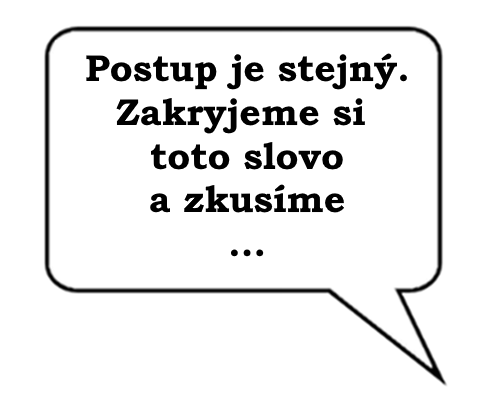 Postup je stejný.
Zakryjeme si
toto slovo
a zkusíme
...